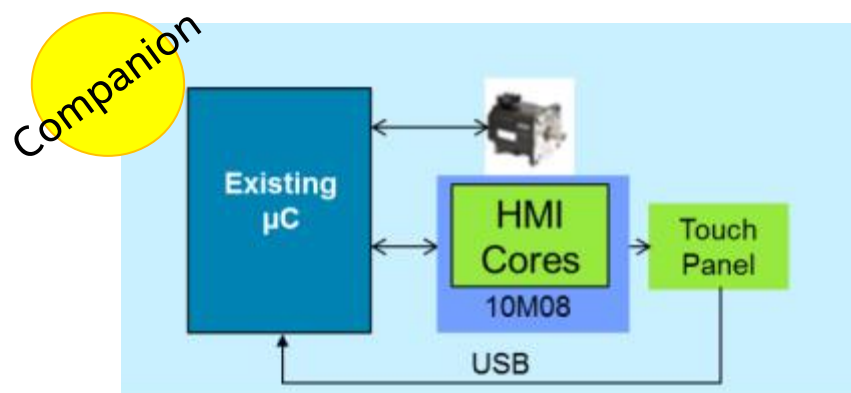 Companion
Existing
µC
HMI
Cores
10M08
Touch
Panel
USB